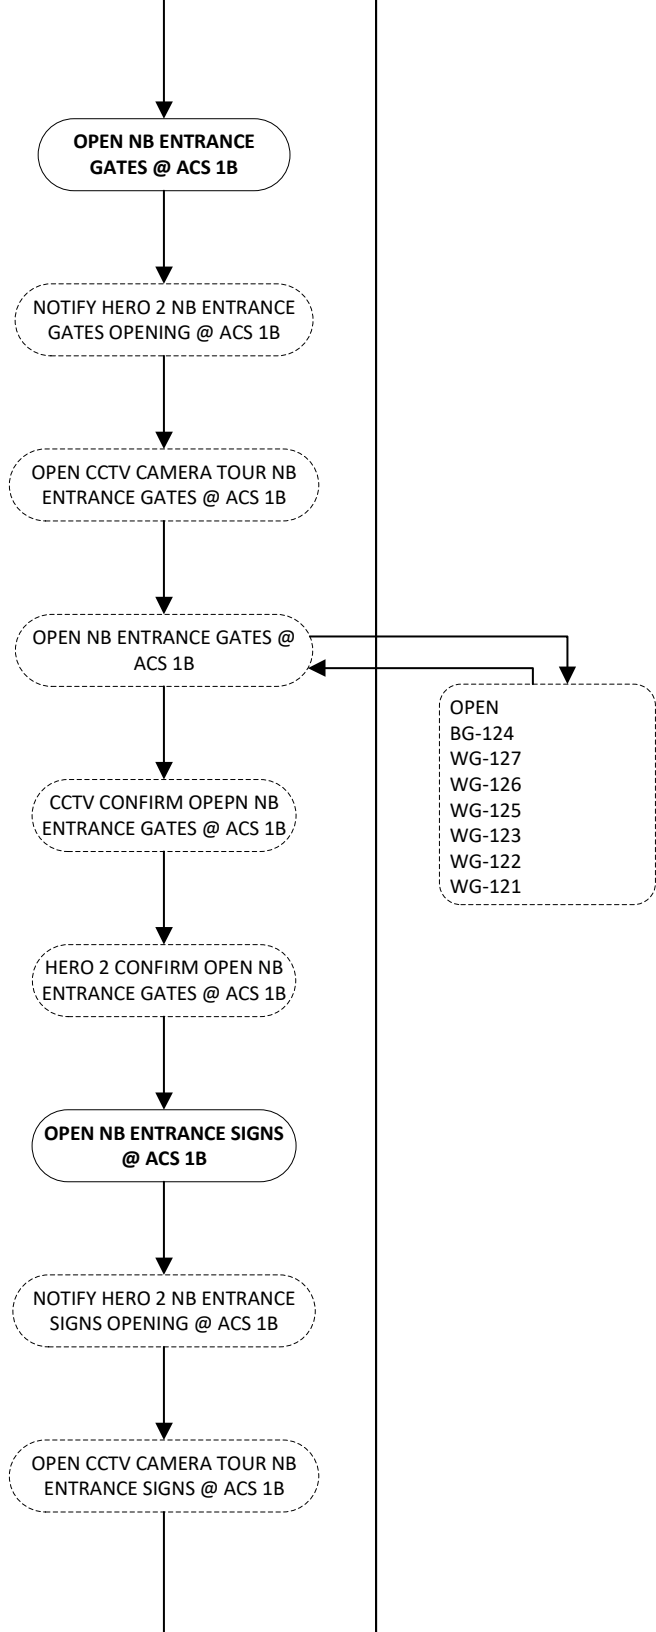 OPEN NB ENTRANCE
GATES @ ACS 1B
NOTIFY HERO 2 NB ENTRANCE
GATES OPENING @ ACS 1B
OPEN CCTV CAMERA TOUR NB
ENTRANCE GATES @ ACS 1B
OPEN NB ENTRANCE GATES @
ACS 1B
OPEN
BG-124
WG-127
WG-126
WG-125
WG-123
WG-122
WG-121
CCTV CONFIRM OPEPN NB
ENTRANCE GATES @ ACS 1B
HERO 2 CONFIRM OPEN NB
ENTRANCE GATES @ ACS 1B
OPEN NB ENTRANCE SIGNS
@ ACS 1B
NOTIFY HERO 2 NB ENTRANCE
SIGNS OPENING @ ACS 1B
OPEN CCTV CAMERA TOUR NB
ENTRANCE SIGNS @ ACS 1B